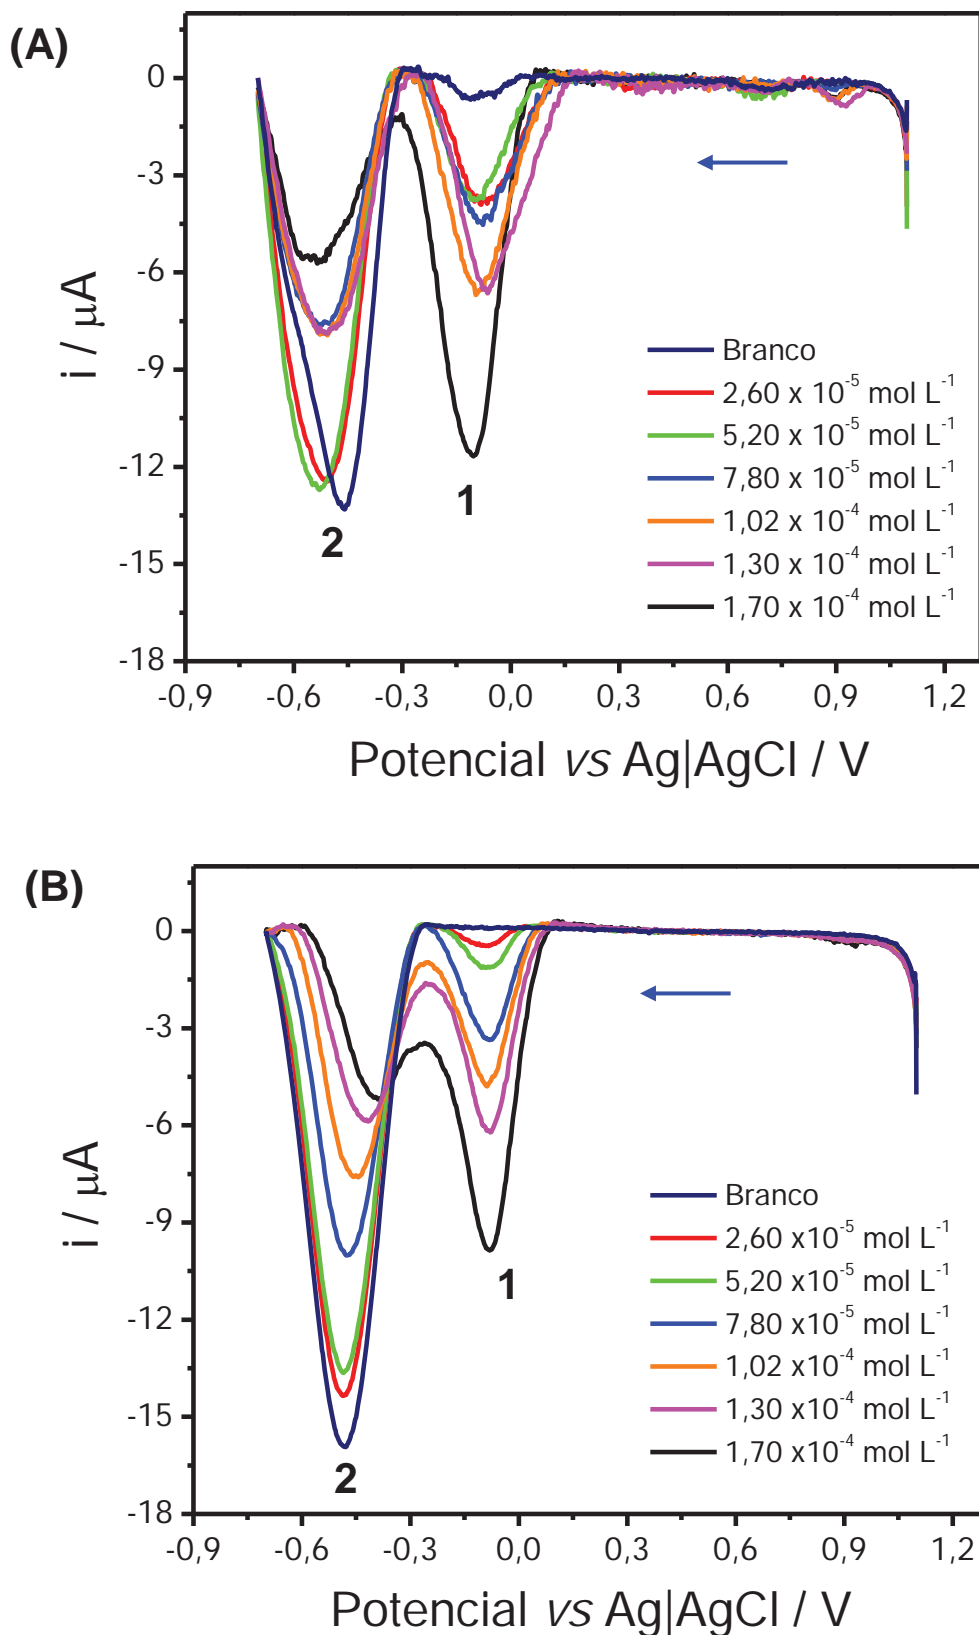 (A)
0
-3
-6
-9
-12
-15
-18
i / µA
Branco
2,60 x 10⁻⁵ mol L⁻¹
5,20 x 10⁻⁵ mol L⁻¹
7,80 x 10⁻⁵ mol L⁻¹
1,02 x 10⁻⁴ mol L⁻¹
1,30 x 10⁻⁴ mol L⁻¹
1,70 x 10⁻⁴ mol L⁻¹
1
2
-0,9 -0,6 -0,3 0,0 0,3 0,6 0,9 1,2
Potencial vs Ag|AgCl / V
(B)
0
-3
-6
-9
-12
-15
-18
i / µA
Branco
2,60 x10⁻⁵ mol L⁻¹
5,20 x10⁻⁵ mol L⁻¹
7,80 x10⁻⁵ mol L⁻¹
1,02 x10⁻⁴ mol L⁻¹
1,30 x10⁻⁴ mol L⁻¹
1,70 x10⁻⁴ mol L⁻¹
1
2
-0,9 -0,6 -0,3 0,0 0,3 0,6 0,9 1,2
Potencial vs Ag|AgCl / V